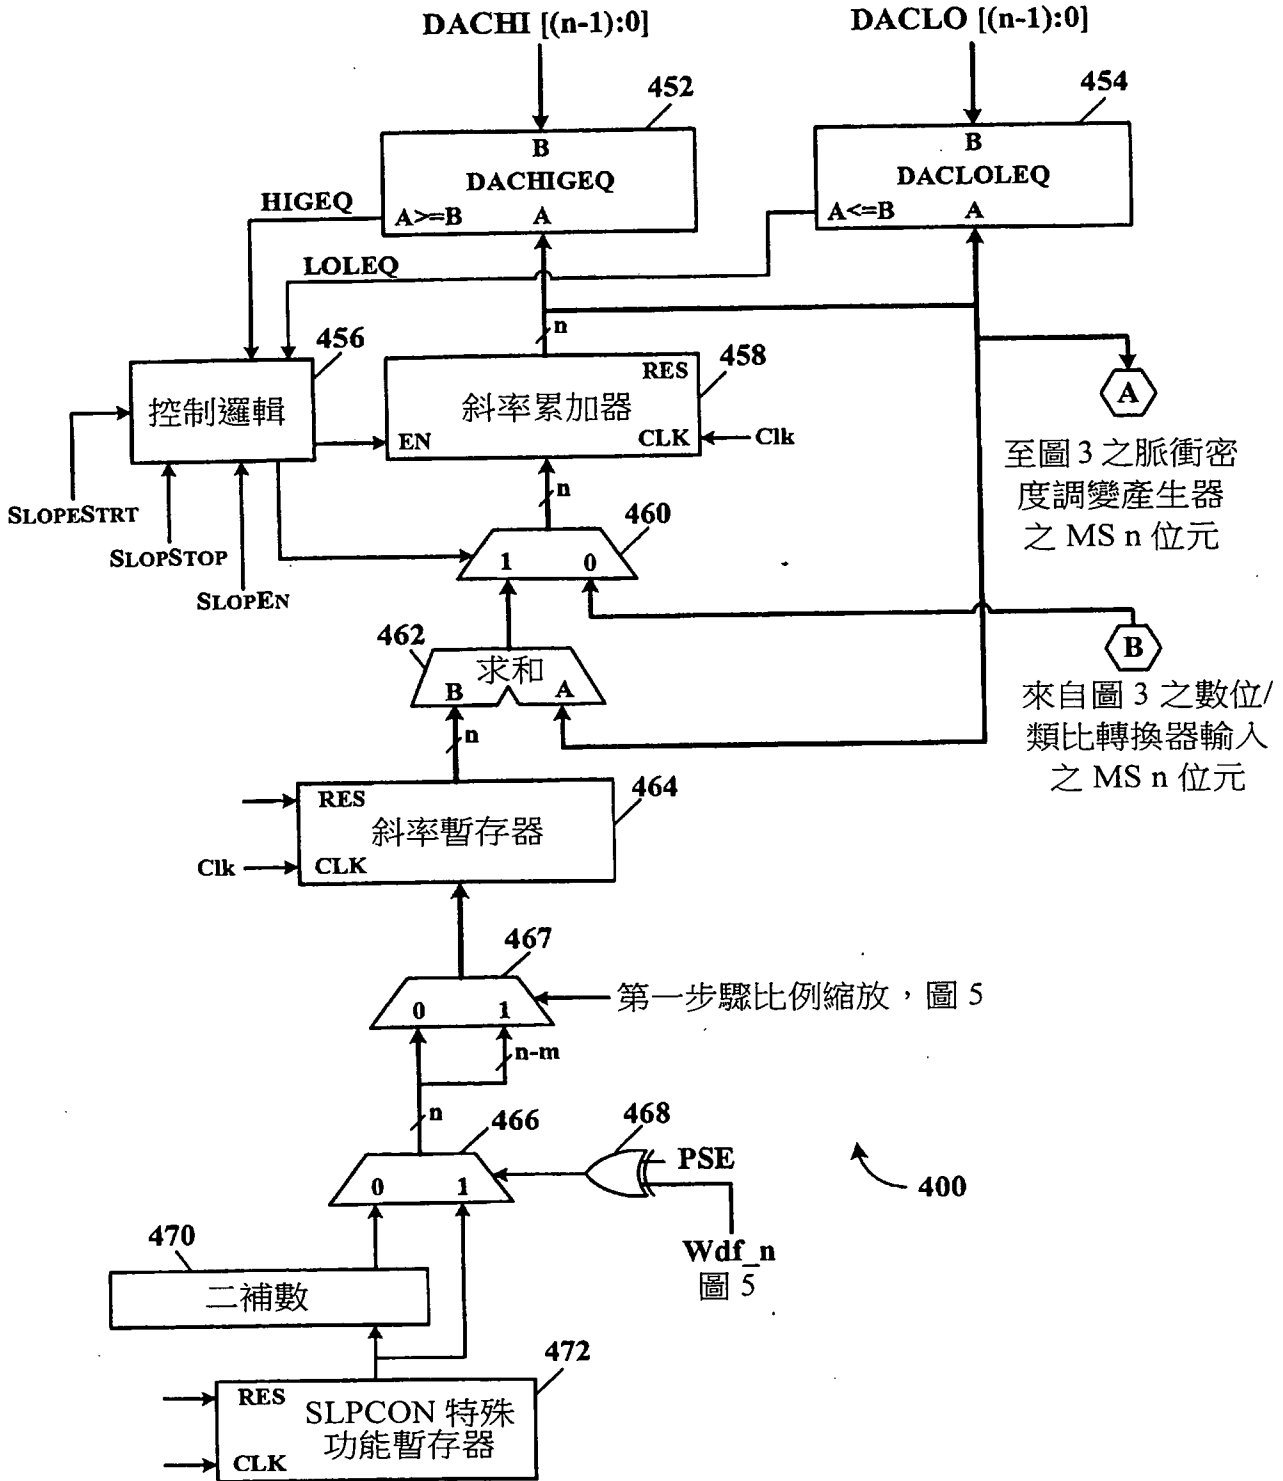 DACHI [(n-1):0]
DACLO [(n-1):0]
452
454
B
DACHIGEQ
A>=B A
B
DACLOLEQ
A<=B A
HIGEQ
LOLEQ
456
控制邏輯
n
458
RES
斜率累加器
EN
CLK
Clk
A
至圖 3 之脈衝密
度調變產生器
之 MS n 位元
SLOPESTRT
SLOPSTOP
SLOPEN
n
460
1 0
462
求和
B A
B
來自圖 3 之數位/
類比轉換器輸入
之 MS n 位元
n
464
RES
斜率暫存器
Clk
CLK
467
0 1
第一步驟比例縮放，圖 5
n-m
n
466
468
0 1
PSE
Wdf_n
圖 5
400
470
二補數
472
RES
SLPCON 特殊
功能暫存器
CLK